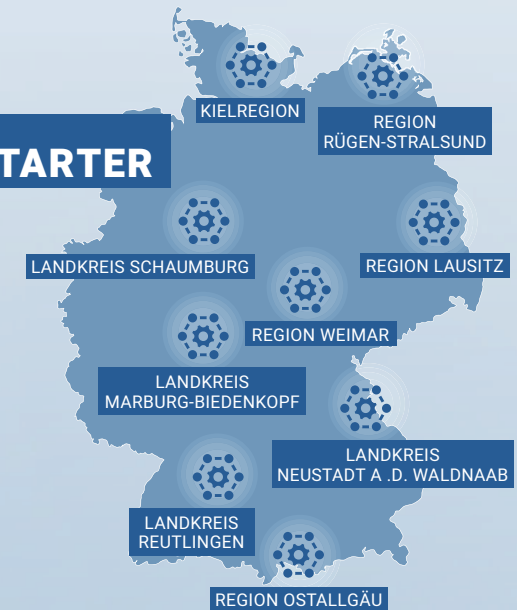 KIELREGION
REGION
RÜGEN-STRALSUND
TARTER
LANDKREIS SCHAUMBURG
REGION LAUSITZ
REGION WEIMAR
LANDKREIS
MARBURG-BIEDENKOPF
LANDKREIS
NEUSTADT A .D. WALDNAAB
LANDKREIS
REUTLINGEN
REGION OSTALLGÄU